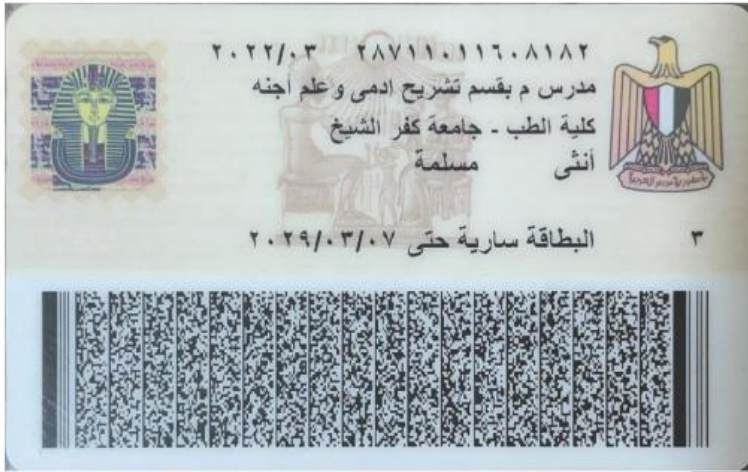 ٢٨٧١١٠١١٦٠٨١٨٢ ٢٠٢٢/٠٣
مدرس م بقسم تشريح ادمى وعلم أجنه
كلية الطب - جامعة كفر الشيخ
أنثى مسلمة
٣ البطاقة سارية حتى ٢٠٢٩/٠٣/٠٧